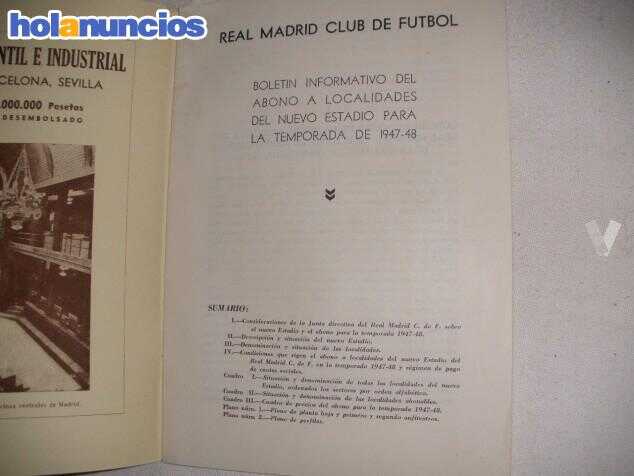 holanuncios
NTIL E INDUSTRIAL
CELONA, SEVILLA
.000.000 Pesetas
DESEMBOLSADO
centrales de Madrid.
REAL MADRID CLUB DE FUTBOL
BOLETIN INFORMATIVO DEL
ABONO A LOCALIDADES
DEL NUEVO ESTADIO PARA
LA TEMPORADA DE 1947-48
SUMARIO:
I.—Consideraciones de la Junta directiva del Real Madrid C. de F. sobre
el nuevo Estadio y el abono para la temporada 1947-48.
II.—Descripción y situación del nuevo Estadio.
III.—Denominación y situación de las localidades.
IV.—Condiciones que rigen el abono a localidades del nuevo Estadio del
Real Madrid C. de F. en la temporada 1947-48 y régimen de pago
de cuotas sociales.
Cuadro I.—Situación y denominación de todas las localidades del nuevo
Estadio, ordenados los sectores por orden alfabético.
Cuadro II.—Situación y denominación de las localidades abonables.
Cuadro III.—Cuadro de precios del abono para la temporada 1947-48.
Plano núm. 1.—Plano de planta baja y primero y segundo anfiteatros.
Plano núm. 2.—Plano de perfiles.